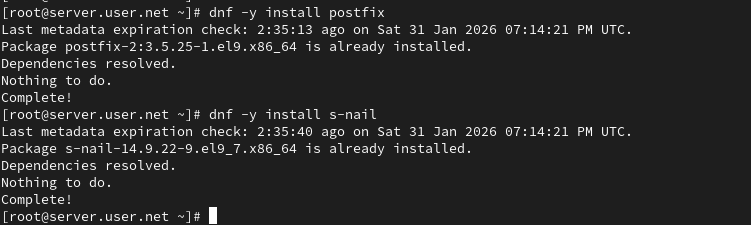 [root@server.user.net ~]# dnf -y install postfix
Last metadata expiration check: 2:35:13 ago on Sat 31 Jan 2026 07:14:21 PM UTC.
Package postfix-2:3.5.25-1.el9.x86_64 is already installed.
Dependencies resolved.
Nothing to do.
Complete!
[root@server.user.net ~]# dnf -y install s-nail
Last metadata expiration check: 2:35:40 ago on Sat 31 Jan 2026 07:14:21 PM UTC.
Package s-nail-14.9.22-9.el9_7.x86_64 is already installed.
Dependencies resolved.
Nothing to do.
Complete!
[root@server.user.net ~]#